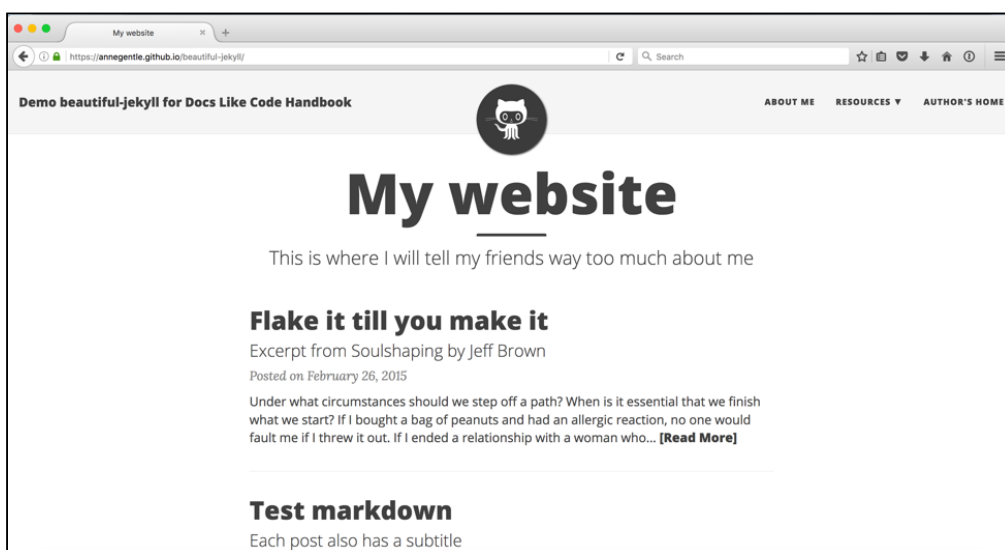 My website
https://annegentle.github.io/beautiful-jekyll/
Search
Demo beautiful-jekyll for Docs Like Code Handbook
ABOUT ME
RESOURCES ▼
AUTHOR'S HOME
My website
This is where I will tell my friends way too much about me
Flake it till you make it
Excerpt from Soulshaping by Jeff Brown
Posted on February 26, 2015
Under what circumstances should we step off a path? When is it essential that we finish
what we start? If I bought a bag of peanuts and had an allergic reaction, no one would
fault me if I threw it out. If I ended a relationship with a woman who... [Read More]
Test markdown
Each post also has a subtitle